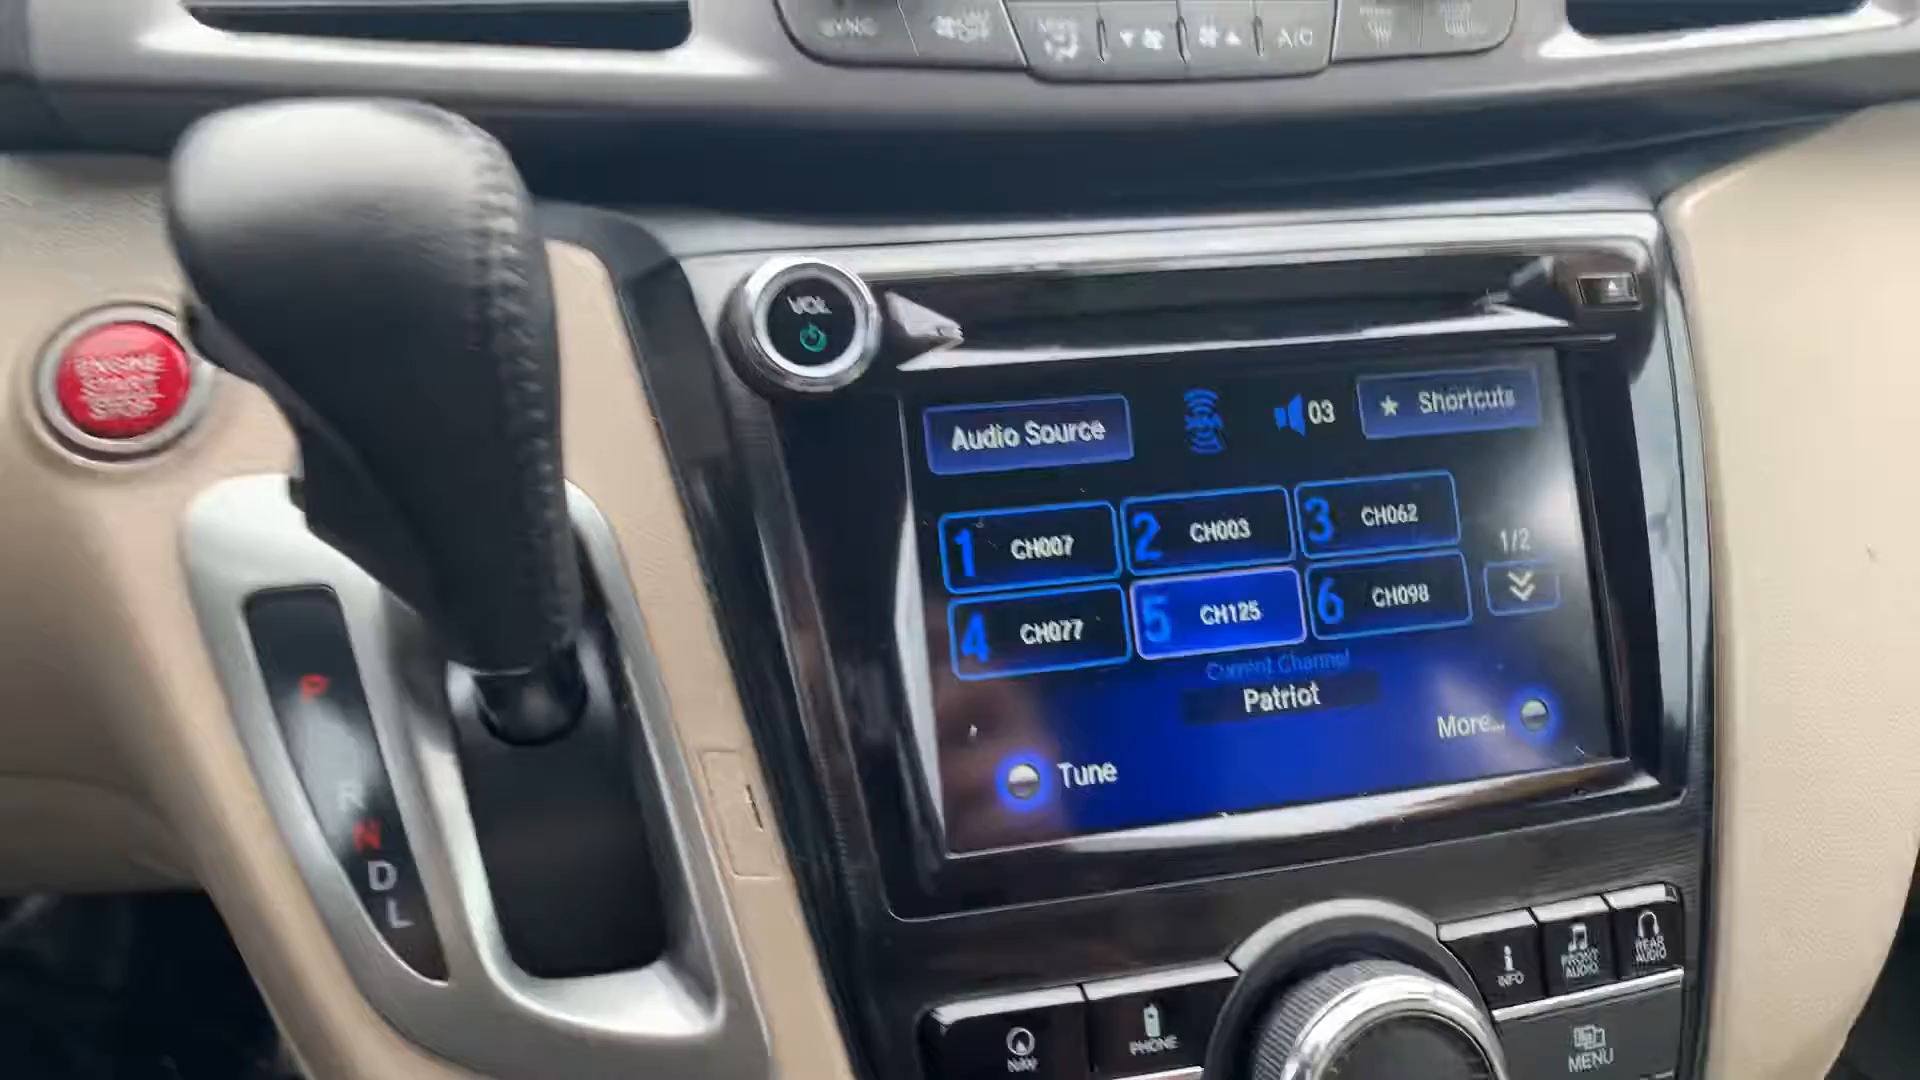 SYNC
A/C
VOL
ENGINE
START
STOP
Audio Source
03
★ Shortcuts
1 CH007
2 CH003
3 CH062
1/2
4 CH077
5 CH125
6 CH098
Current Channel
Patriot
More...
Tune
P
R
N
D
L
INFO
FRONT
AUDIO
REAR
AUDIO
NAV
PHONE
MENU